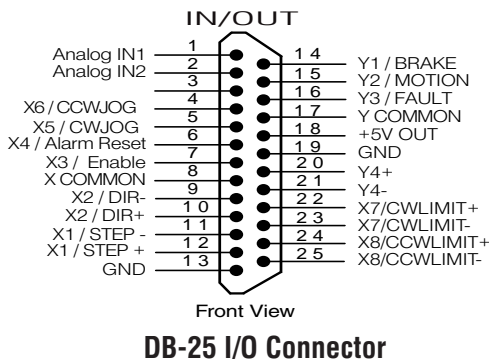 IN/OUT
Analog IN1 1
Analog IN2 2
3
X6/CCWJOG 4
X5/CWJOG 5
X4/Alarm Reset 6
X3/ Enable 7
X COMMON 8
X2/DIR- 9
X2/DIR+ 10
X1/STEP - 11
X1/STEP + 12
GND 13
14 Y1/BRAKE
15 Y2/MOTION
16 Y3/FAULT
17 Y COMMON
18 +5V OUT
19 GND
20 Y4+
21 Y4-
22 X7/CWLIMIT+
23 X7/CWLIMIT-
24 X8/CCWLIMIT+
25 X8/CCWLIMIT-
Front View
DB-25 I/O Connector